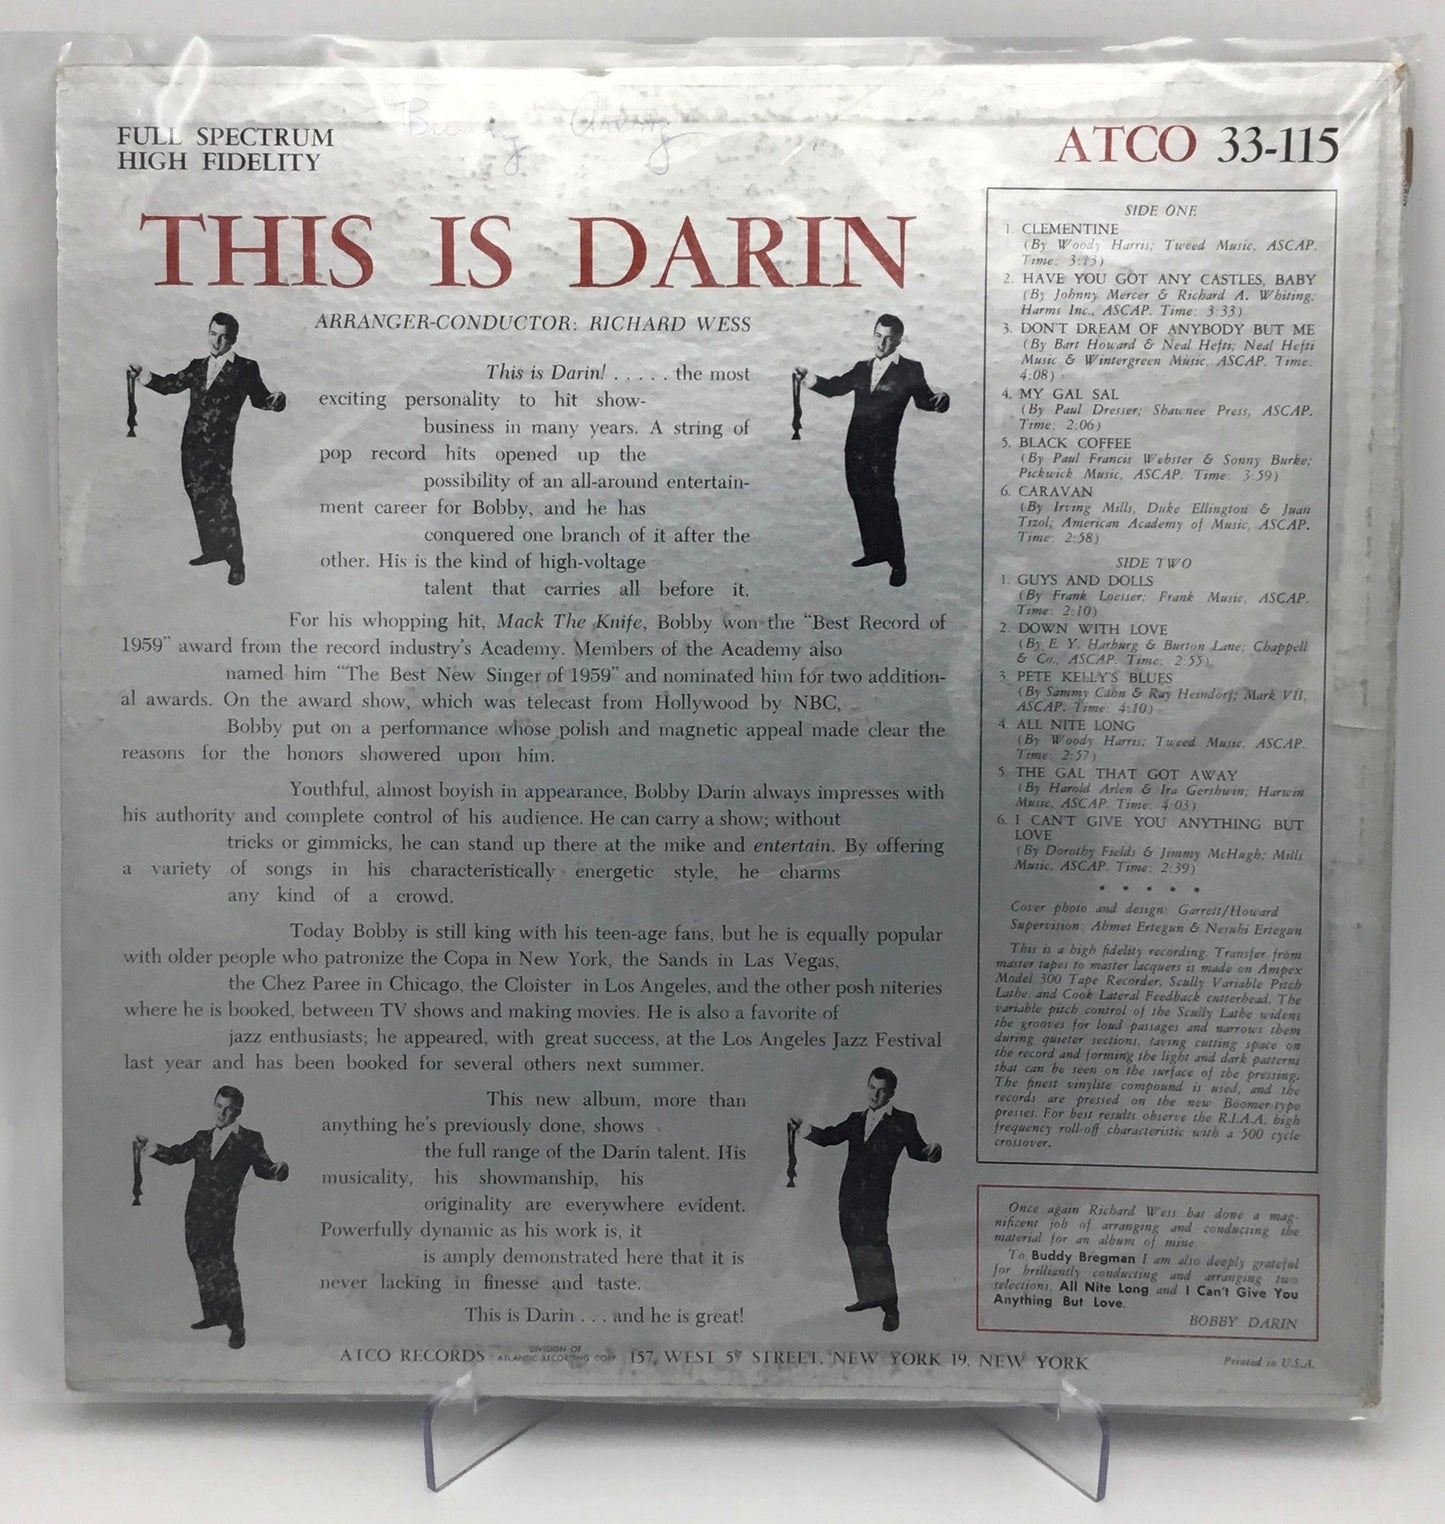 FULL SPECTRUM
HIGH FIDELITY
ATCO 33-115
THIS IS DARIN
ARRANGER-CONDUCTOR: RICHARD WESS
This is Darin! . . . . . the most
exciting personality to hit show-
business in many years. A string of
pop record hits opened up the
possibility of an all-around entertain-
ment career for Bobby, and he has
conquered one branch of it after the
other. His is the kind of high-voltage
talent that carries all before it.
For his whopping hit, Mack The Knife, Bobby won the "Best Record of
1959" award from the record industry's Academy. Members of the Academy also
named him "The Best New Singer of 1959" and nominated him for two addition-
al awards. On the award show, which was telecast from Hollywood by NBC,
Bobby put on a performance whose polish and magnetic appeal made clear the
reasons for the honors showered upon him.
Youthful, almost boyish in appearance, Bobby Darin always impresses with
his authority and complete control of his audience. He can carry a show; without
tricks or gimmicks, he can stand up there at the mike and entertain. By offering
a variety of songs in his characteristically energetic style, he charms
any kind of a crowd.
Today Bobby is still king with his teen-age fans, but he is equally popular
with older people who patronize the Copa in New York, the Sands in Las Vegas,
the Chez Paree in Chicago, the Cloister in Los Angeles, and the other posh niteries
where he is booked, between TV shows and making movies. He is also a favorite of
jazz enthusiasts; he appeared, with great success, at the Los Angeles Jazz Festival
last year and has been booked for several others next summer.
This new album, more than
anything he's previously done, shows
the full range of the Darin talent. His
musicality, his showmanship, his
originality are everywhere evident.
Powerfully dynamic as his work is, it
is amply demonstrated here that it is
never lacking in finesse and taste.
This is Darin . . . and he is great!
SIDE ONE
1. CLEMENTINE
(By Woody Harris; Tweed Music, ASCAP.
Time: 3:13)
2. HAVE YOU GOT ANY CASTLES, BABY
(By Johnny Mercer & Richard A. Whiting;
Harms Inc., ASCAP. Time: 3:33)
3. DON'T DREAM OF ANYBODY BUT ME
(By Bart Howard & Neal Hefti; Neal Hefti
Music & Wintergreen Music, ASCAP. Time:
4:08)
4. MY GAL SAL
(By Paul Dresser; Shawnee Press, ASCAP.
Time: 2:06)
5. BLACK COFFEE
(By Paul Francis Webster & Sonny Burke;
Pickwick Music, ASCAP. Time: 3:59)
6. CARAVAN
(By Irving Mills, Duke Ellington & Juan
Tizol; American Academy of Music, ASCAP.
Time: 2:58)
SIDE TWO
1. GUYS AND DOLLS
(By Frank Loesser; Frank Music, ASCAP.
Time: 2:10)
2. DOWN WITH LOVE
(By E. Y. Harburg & Burton Lane; Chappell
& Co., ASCAP. Time: 2:55)
3. PETE KELLY'S BLUES
(By Sammy Cahn & Ray Heindorf; Mark VII,
ASCAP. Time: 4:10)
4. ALL NITE LONG
(By Woody Harris; Tweed Music, ASCAP.
Time: 2:57)
5. THE GAL THAT GOT AWAY
(By Harold Arlen & Ira Gershwin; Harwin
Music, ASCAP. Time: 4:03)
6. I CAN'T GIVE YOU ANYTHING BUT
LOVE
(By Dorothy Fields & Jimmy McHugh; Mills
Music, ASCAP. Time: 2:39)
* * * * *
Cover photo and design: Garrett/Howard
Supervision: Ahmet Ertegun & Nesuhi Ertegun
This is a high fidelity recording. Transfer from
master tapes to master lacquers is made on Ampex
Model 300 Tape Recorder, Scully Variable Pitch
Lathe, and Cook Lateral Feedback cutterhead. The
variable pitch control of the Scully Lathe widens
the grooves for loud passages and narrows them
during quieter sections, saving cutting space on
the record and forming the light and dark patterns
that can be seen on the surface of the pressing.
The finest vinylite compound is used, and the
records are pressed on the new Boomer-type
presses. For best results observe the R.I.A.A. high
frequency roll-off characteristic with a 500 cycle
crossover.
Once again Richard Wess has done a mag-
nificent job of arranging and conducting the
material for an album of mine.
To Buddy Bregman I am also deeply grateful
for brilliantly conducting and arranging two
selections, All Nite Long and I Can't Give You
Anything But Love.
BOBBY DARIN
ATCO RECORDS DIVISION OF ATLANTIC RECORDING CORP 157 WEST 57 STREET, NEW YORK 19, NEW YORK
Printed in U.S.A.